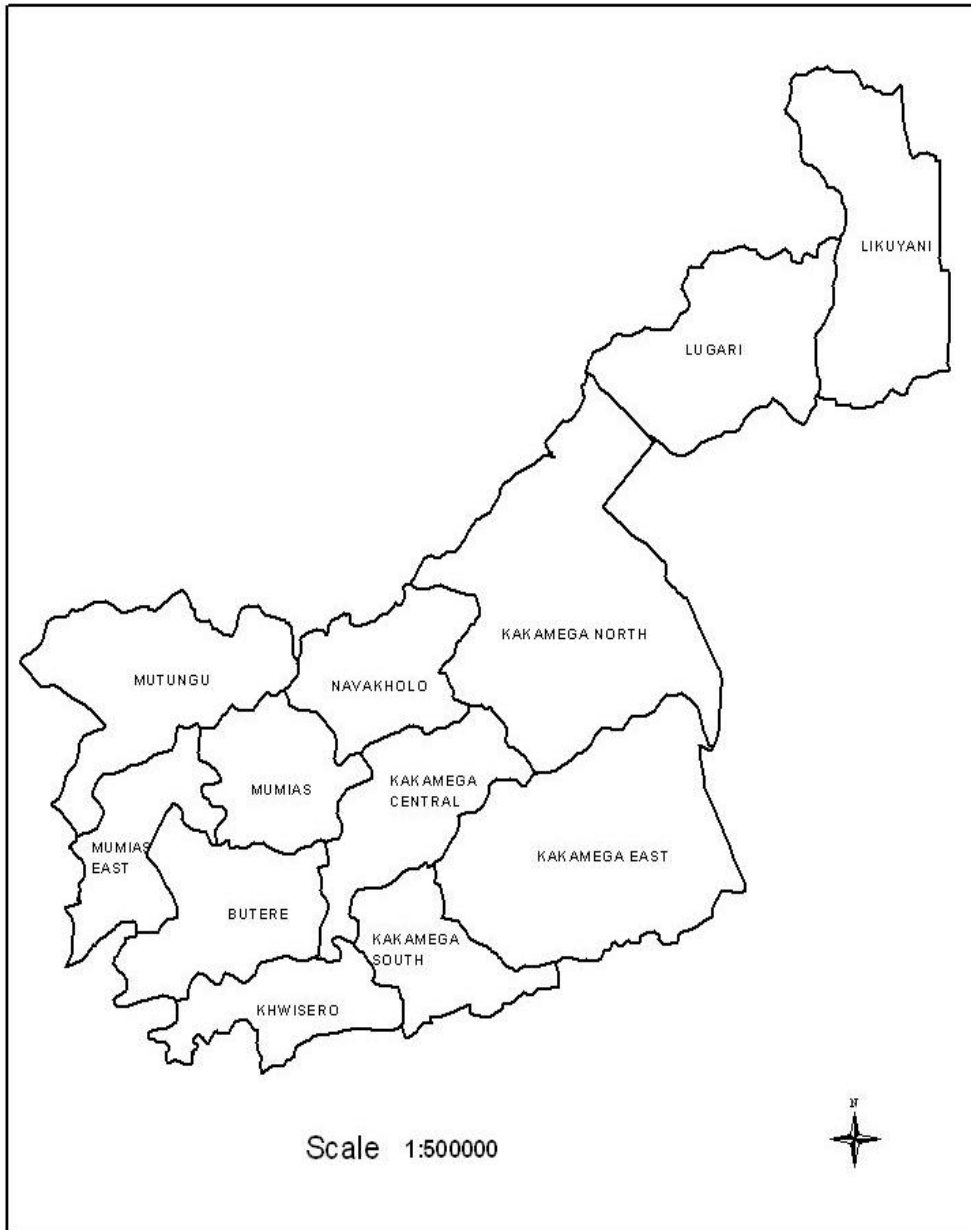 LIKUYANI
LUGARI
KAKAMEGA NORTH
MUTUNGU
NAVAKHOLO
MUMIAS
KAKAMEGA
CENTRAL
MUMIAS
EAST
KAKAMEGA EAST
BUTERE
KAKAMEGA
SOUTH
KHWISERO
N
Scale 1:500000